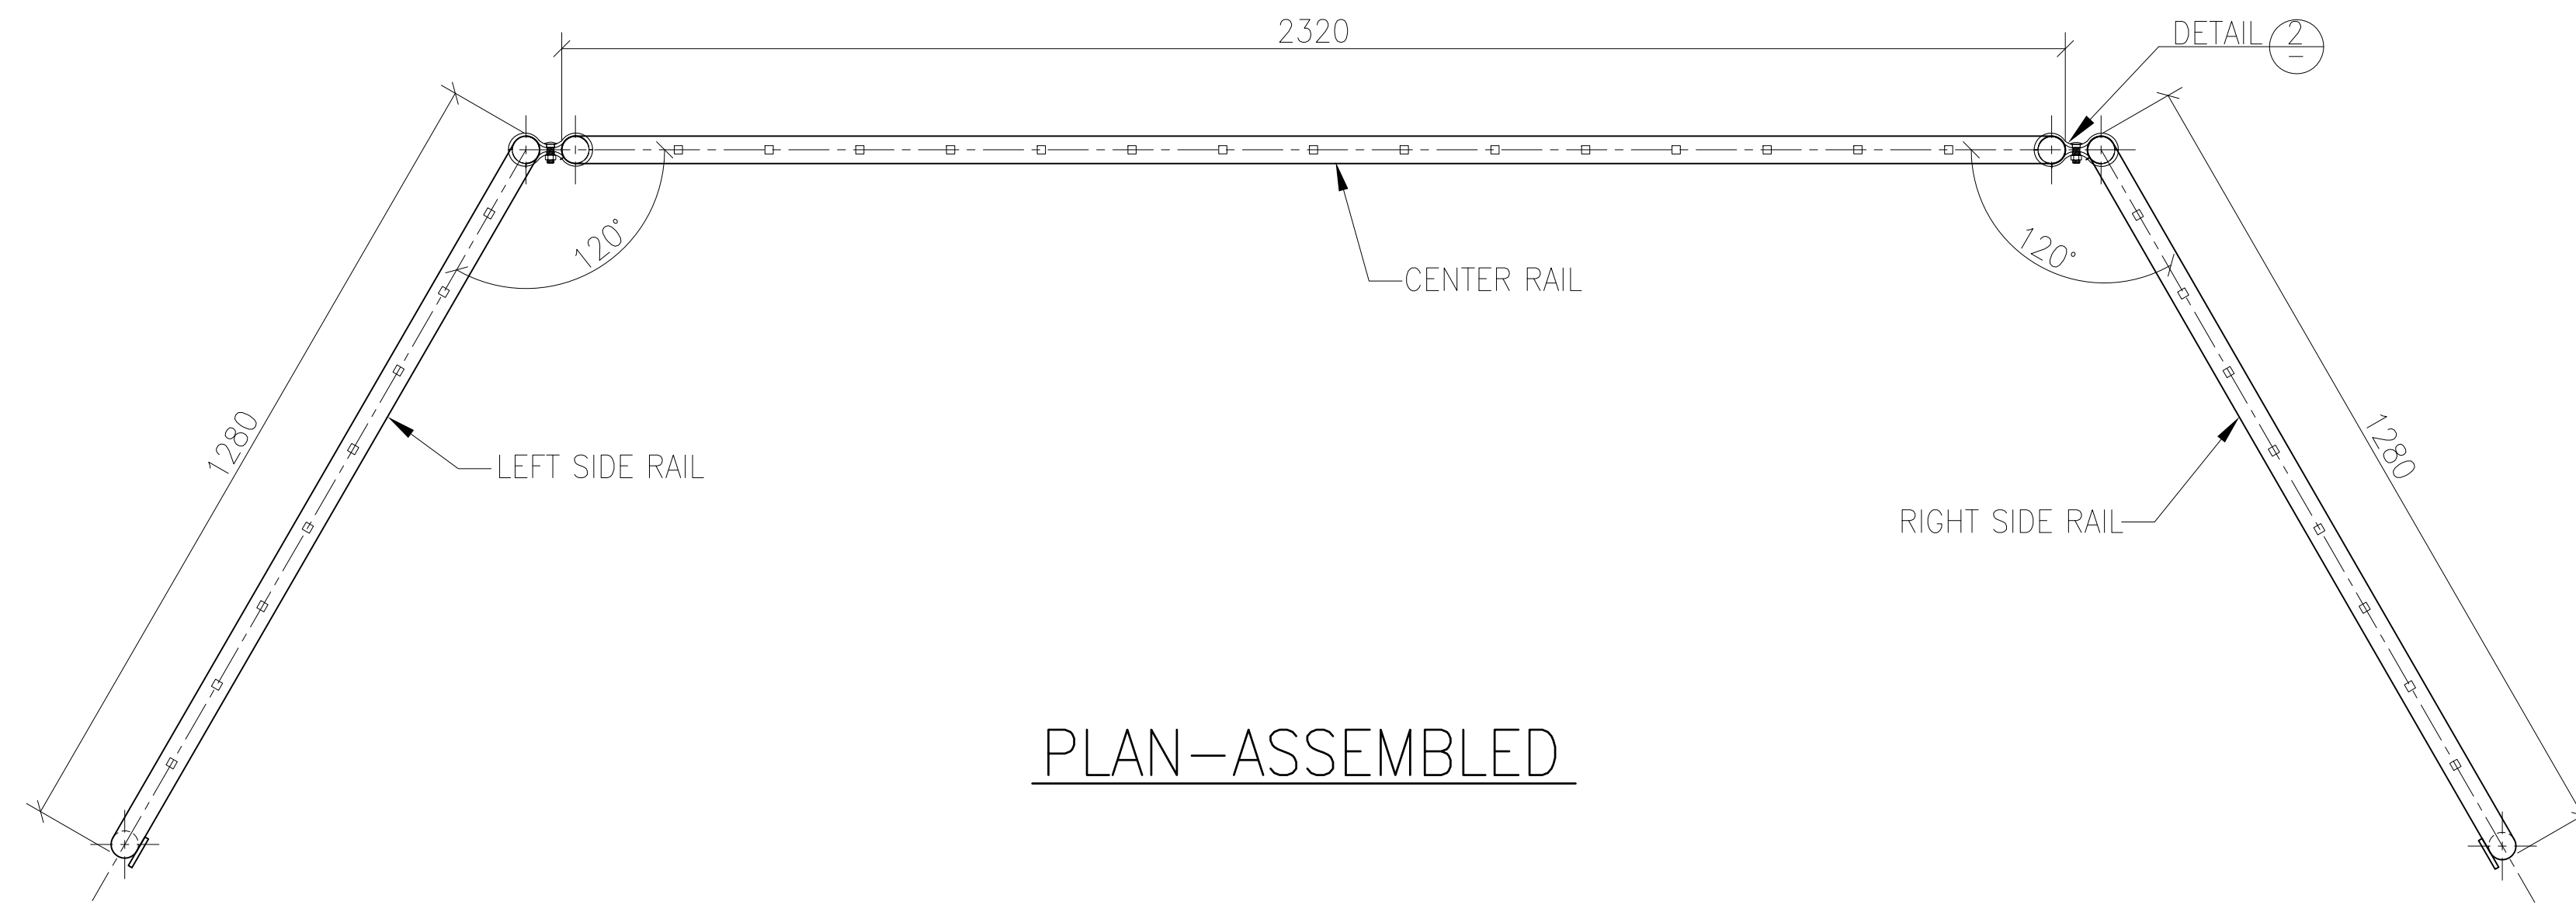 2320
DETAIL 2
-
120°
120°
CENTER RAIL
1280
1280
LEFT SIDE RAIL
RIGHT SIDE RAIL
PLAN-ASSEMBLED